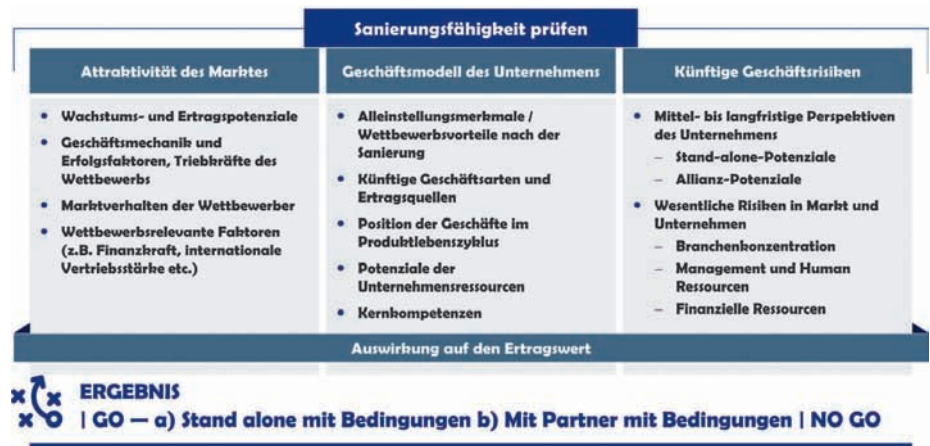 Sanierungsfähigkeit prüfen
Attraktivität des Marktes
• Wachstums- und Ertragspotenziale
• Geschäftsmechanik und
Erfolgsfaktoren, Triebkräfte des
Wettbewerbs
• Marktverhalten der Wettbewerber
• Wettbewerbsrelevante Faktoren
(z.B. Finanzkraft, internationale
Vertriebsstärke etc.)
Geschäftsmodell des Unternehmens
• Alleinstellungsmerkmale /
Wettbewerbsvorteile nach der
Sanierung
• Künftige Geschäftsarten und
Ertragsquellen
• Position der Geschäfte im
Produktlebenszyklus
• Potenziale der
Unternehmensressourcen
• Kernkompetenzen
Künftige Geschäftsrisiken
• Mittel- bis langfristige Perspektiven
des Unternehmens
– Stand-alone-Potenziale
– Allianz-Potenziale
• Wesentliche Risiken in Markt und
Unternehmen
– Branchenkonzentration
– Management und Human
Ressourcen
– Finanzielle Ressourcen
Auswirkung auf den Ertragswert
ERGEBNIS
| GO — a) Stand alone mit Bedingungen b) Mit Partner mit Bedingungen | NO GO